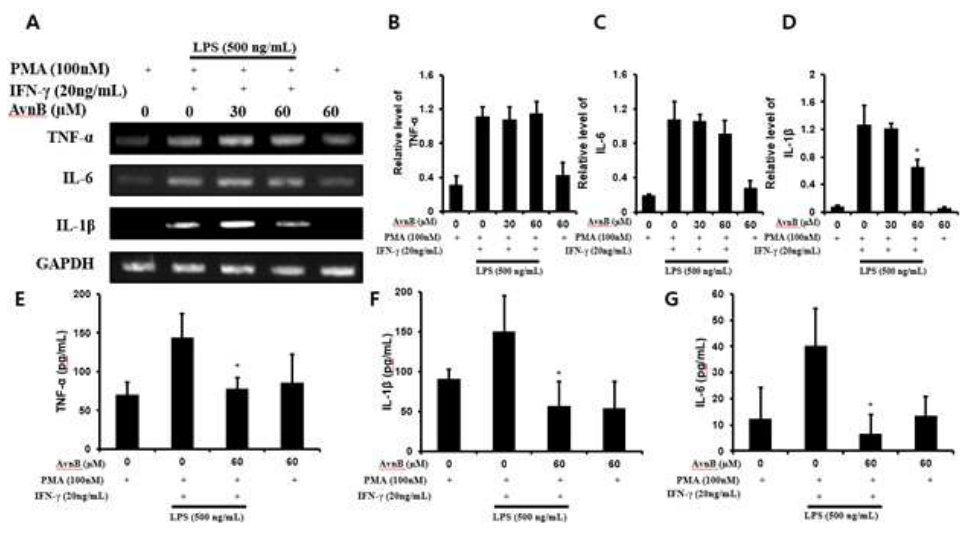 A
LPS (500 ng/mL)
PMA (100nM) + + + + +
IFN-γ (20ng/mL) + + +
AvnB (μM) 0 0 30 60 60
TNF-α
IL-6
IL-1β
GAPDH
B
Relative level of
TNF-α
1.6
1.2
0.8
0.4
0
AvnB (μM) 0 0 30 60 60
PMA (100nM) + + + + +
IFN-γ (20ng/mL) + + +
LPS (500 ng/mL)
C
Relative level of
IL-6
1.6
1.2
0.8
0.4
0
AvnB (μM) 0 0 30 60 60
PMA (100nM) + + + + +
IFN-γ (20ng/mL) + + +
LPS (500 ng/mL)
D
Relative level of
IL-1β
2
1.6
1.2
0.8
0.4
0
*
AvnB (μM) 0 0 30 60 60
PMA (100nM) + + + + +
IFN-γ (20ng/mL) + + +
LPS (500 ng/mL)
E
TNF-α (pg/mL)
200
150
100
50
0
*
AvnB (μM) 0 0 60 60
PMA (100nM) + + + +
IFN-γ (20ng/mL) + +
LPS (500 ng/mL)
F
IL-1β (pg/mL)
200
150
100
50
0
*
AvnB (μM) 0 0 60 60
PMA (100nM) + + + +
IFN-γ (20ng/mL) + +
LPS (500 ng/mL)
G
IL-6 (pg/mL)
60
50
40
30
20
10
0
*
AvnB (μM) 0 0 60 60
PMA (100nM) + + + +
IFN-γ (20ng/mL) + +
LPS (500 ng/mL)